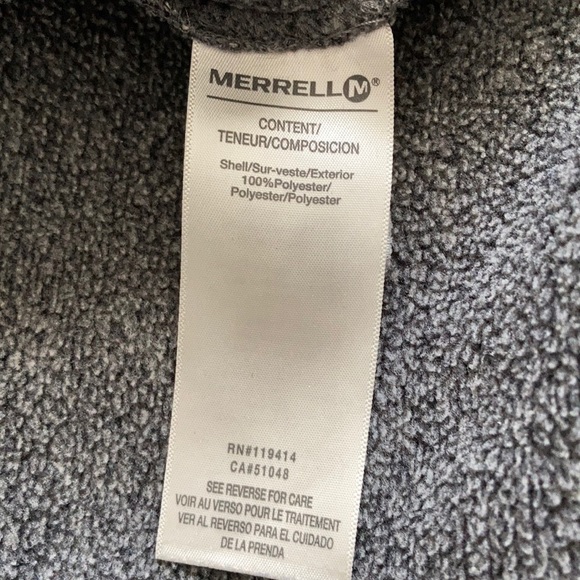 MERRELL M®
CONTENT/
TENEUR/COMPOSICION
Shell/Sur-veste/Exterior
100%Polyester/
Polyester/Polyester
RN#119414
CA#51048
SEE REVERSE FOR CARE
VOIR AU VERSO POUR LE TRAITEMENT
VER AL REVERSO PARA EL CUIDADO
DE LA PRENDA